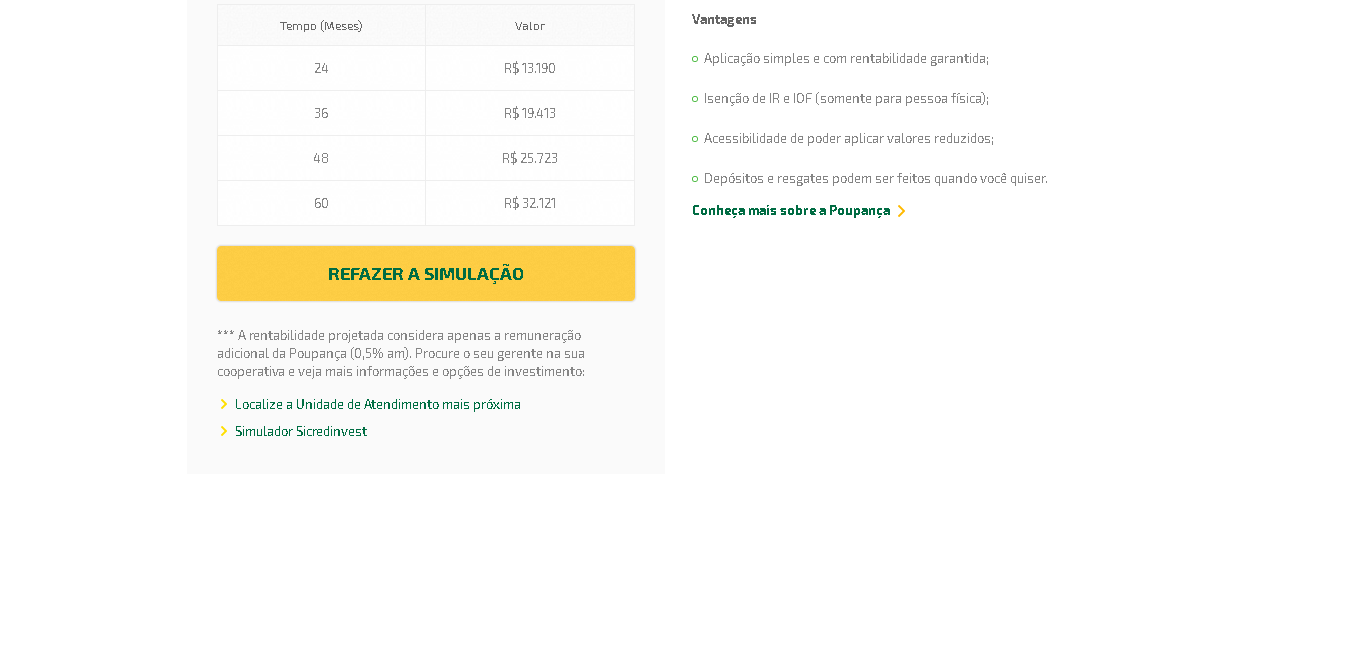 Tempo (Meses) Valor
24 R$ 13.190
36 R$ 19.413
48 R$ 25.723
60 R$ 32.121
REFAZER A SIMULAÇÃO
*** A rentabilidade projetada considera apenas a remuneração
adicional da Poupança (0,5% am). Procure o seu gerente na sua
cooperativa e veja mais informações e opções de investimento:
Localize a Unidade de Atendimento mais próxima
Simulador Sicredinvest
Vantagens
Aplicação simples e com rentabilidade garantida;
Isenção de IR e IOF (somente para pessoa física);
Acessibilidade de poder aplicar valores reduzidos;
Depósitos e resgates podem ser feitos quando você quiser.
Conheça mais sobre a Poupança